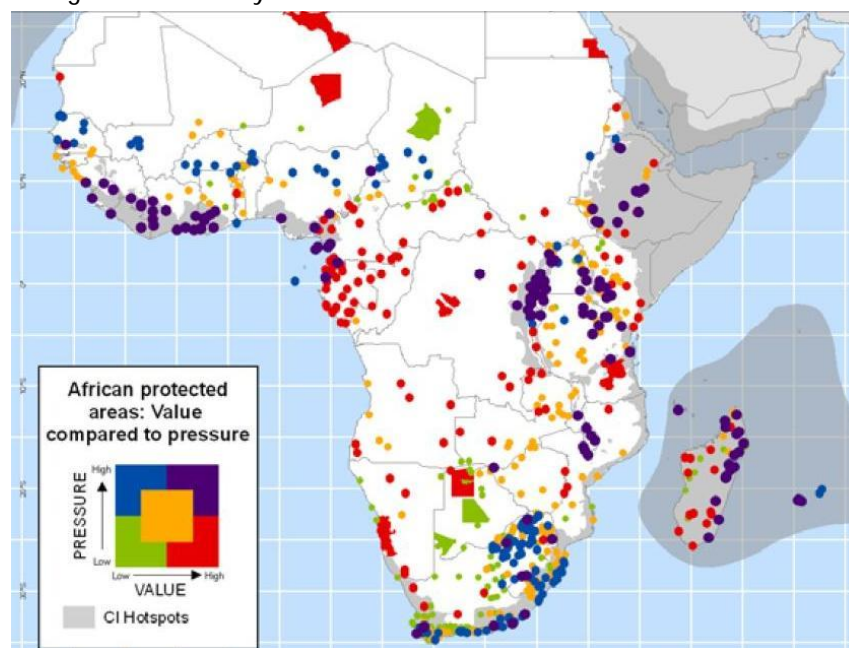 African protected
areas: Value
compared to pressure
High
PRESSURE
Low
Low
High
VALUE
CI Hotspots